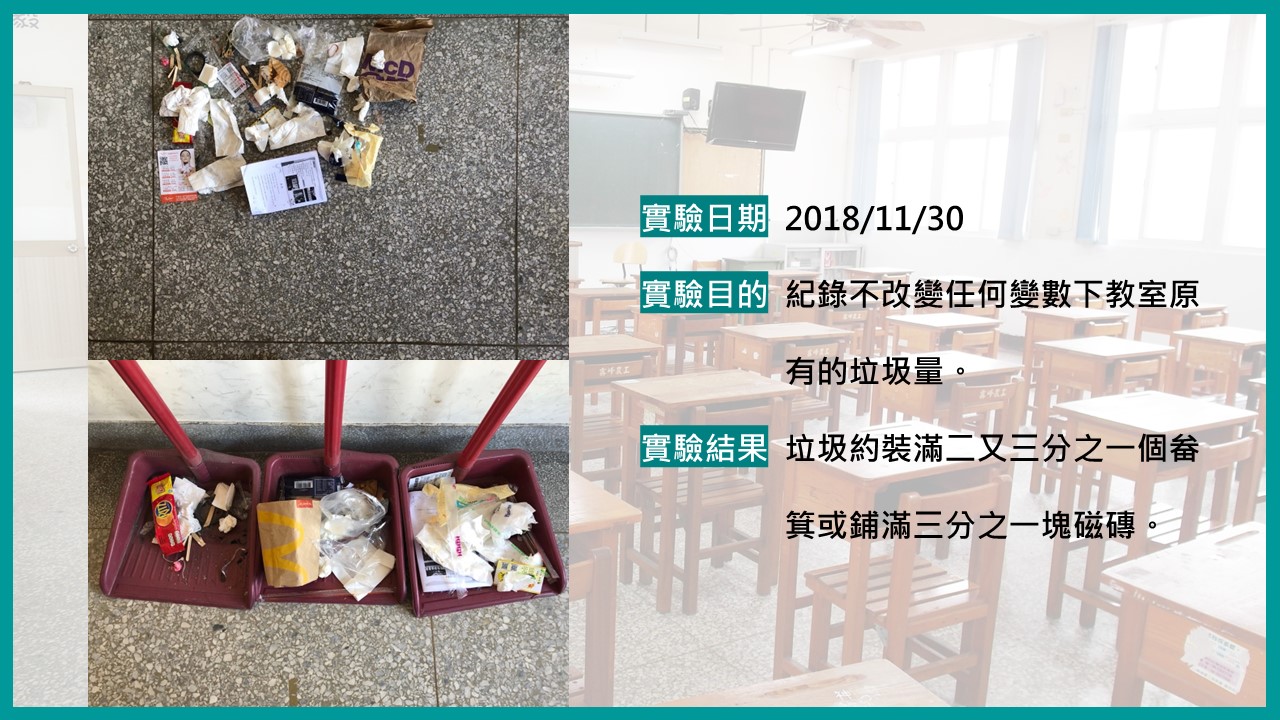 實驗日期 2018/11/30
實驗目的 紀錄不改變任何變數下教室原
有的垃圾量。
實驗結果 垃圾約裝滿二又三分之一個畚
箕或鋪滿三分之一塊磁磚。